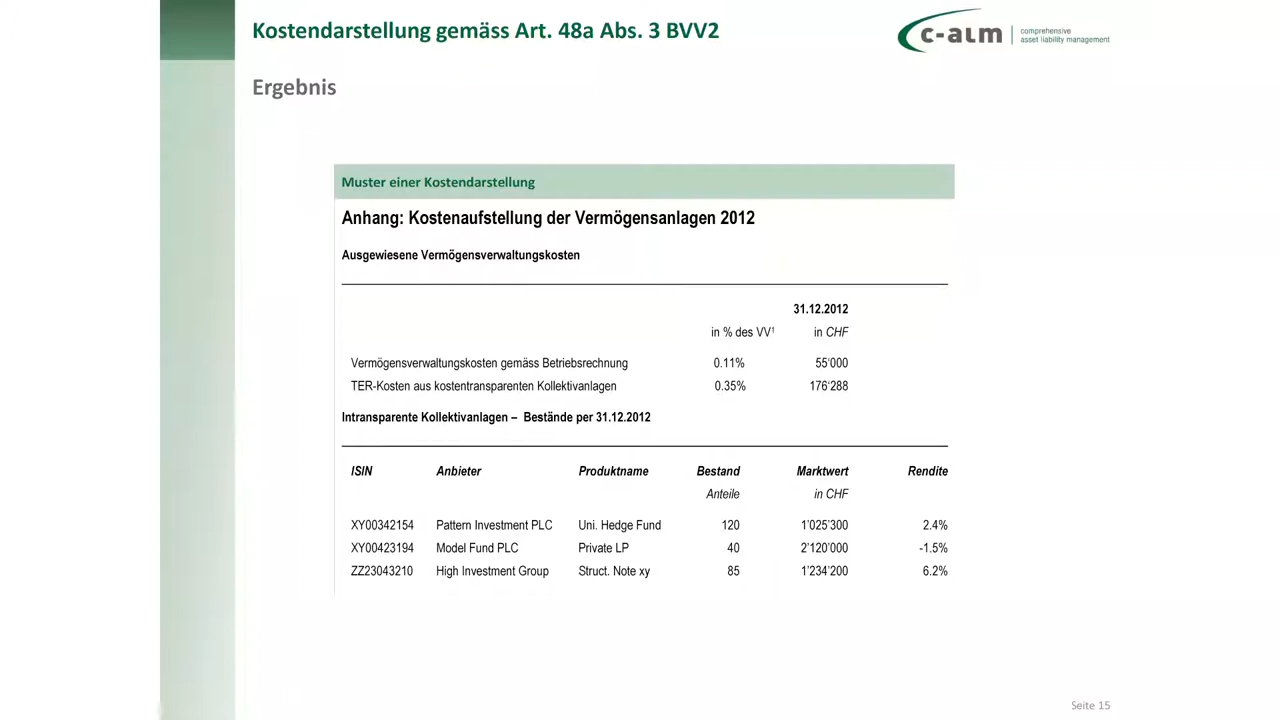 Kostendarstellung gemäss Art. 48a Abs. 3 BVV2
c-alm comprehensive
asset liability management
Ergebnis
Muster einer Kostendarstellung
Anhang: Kostenaufstellung der Vermögensanlagen 2012
Ausgewiesene Vermögensverwaltungskosten
31.12.2012
in % des VV¹ in CHF
Vermögensverwaltungskosten gemäss Betriebsrechnung 0.11% 55'000
TER-Kosten aus kostentransparenten Kollektivanlagen 0.35% 176'288
Intransparente Kollektivanlagen – Bestände per 31.12.2012
ISIN Anbieter Produktname Bestand Marktwert Rendite
Anteile in CHF
XY00342154 Pattern Investment PLC Uni. Hedge Fund 120 1'025'300 2.4%
XY00423194 Model Fund PLC Private LP 40 2'120'000 -1.5%
ZZ23043210 High Investment Group Struct. Note xy 85 1'234'200 6.2%
Seite 15